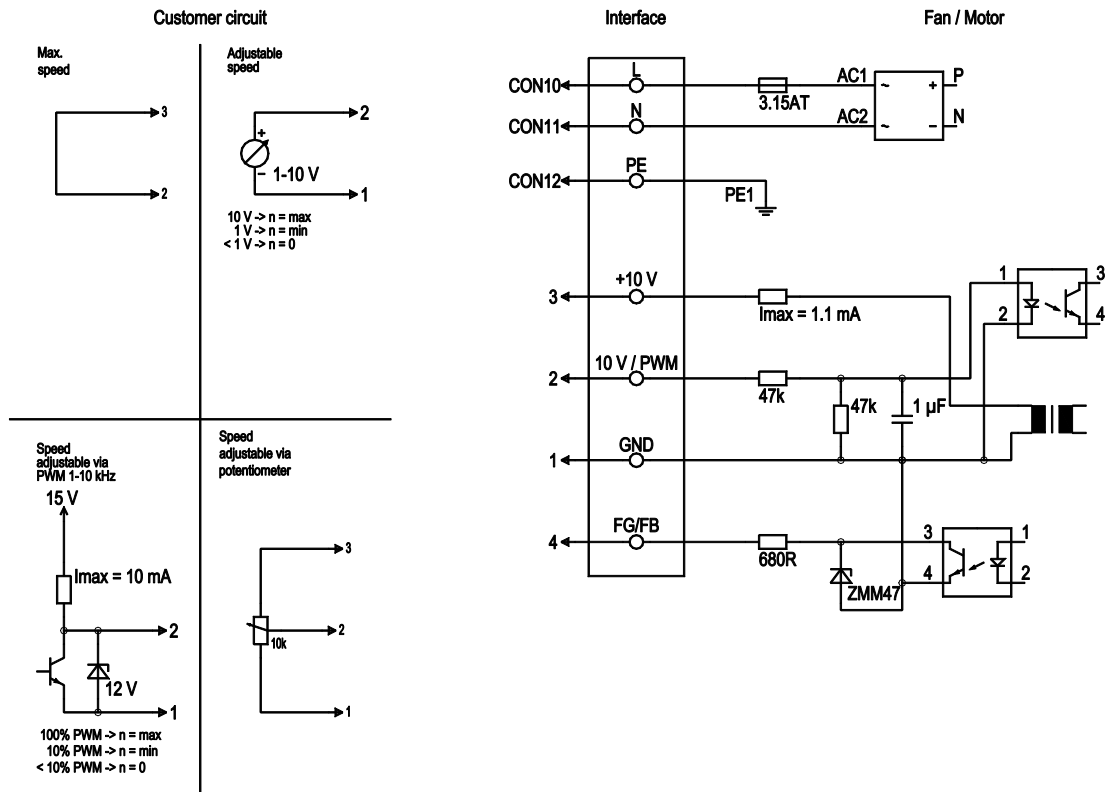 Customer circuit
Max.
speed
3
2
Adjustable
speed
2
+
–
1-10 V
1
10 V -> n = max
1 V -> n = min
< 1 V -> n = 0
Speed
adjustable via
PWM 1-10 kHz
15 V
Imax = 10 mA
2
12 V
1
100% PWM -> n = max
10% PWM -> n = min
< 10% PWM -> n = 0
Speed
adjustable via
potentiometer
3
2
10k
1
Interface
Fan / Motor
CON10
L
3.15AT
AC1
~
+
P
CON11
N
AC2
~
–
N
CON12
PE
PE1
3
+10 V
Imax = 1.1 mA
1
2
3
4
2
10 V / PWM
47k
47k
1 µF
1
GND
4
FG/FB
680R
ZMM47
3
4
1
2